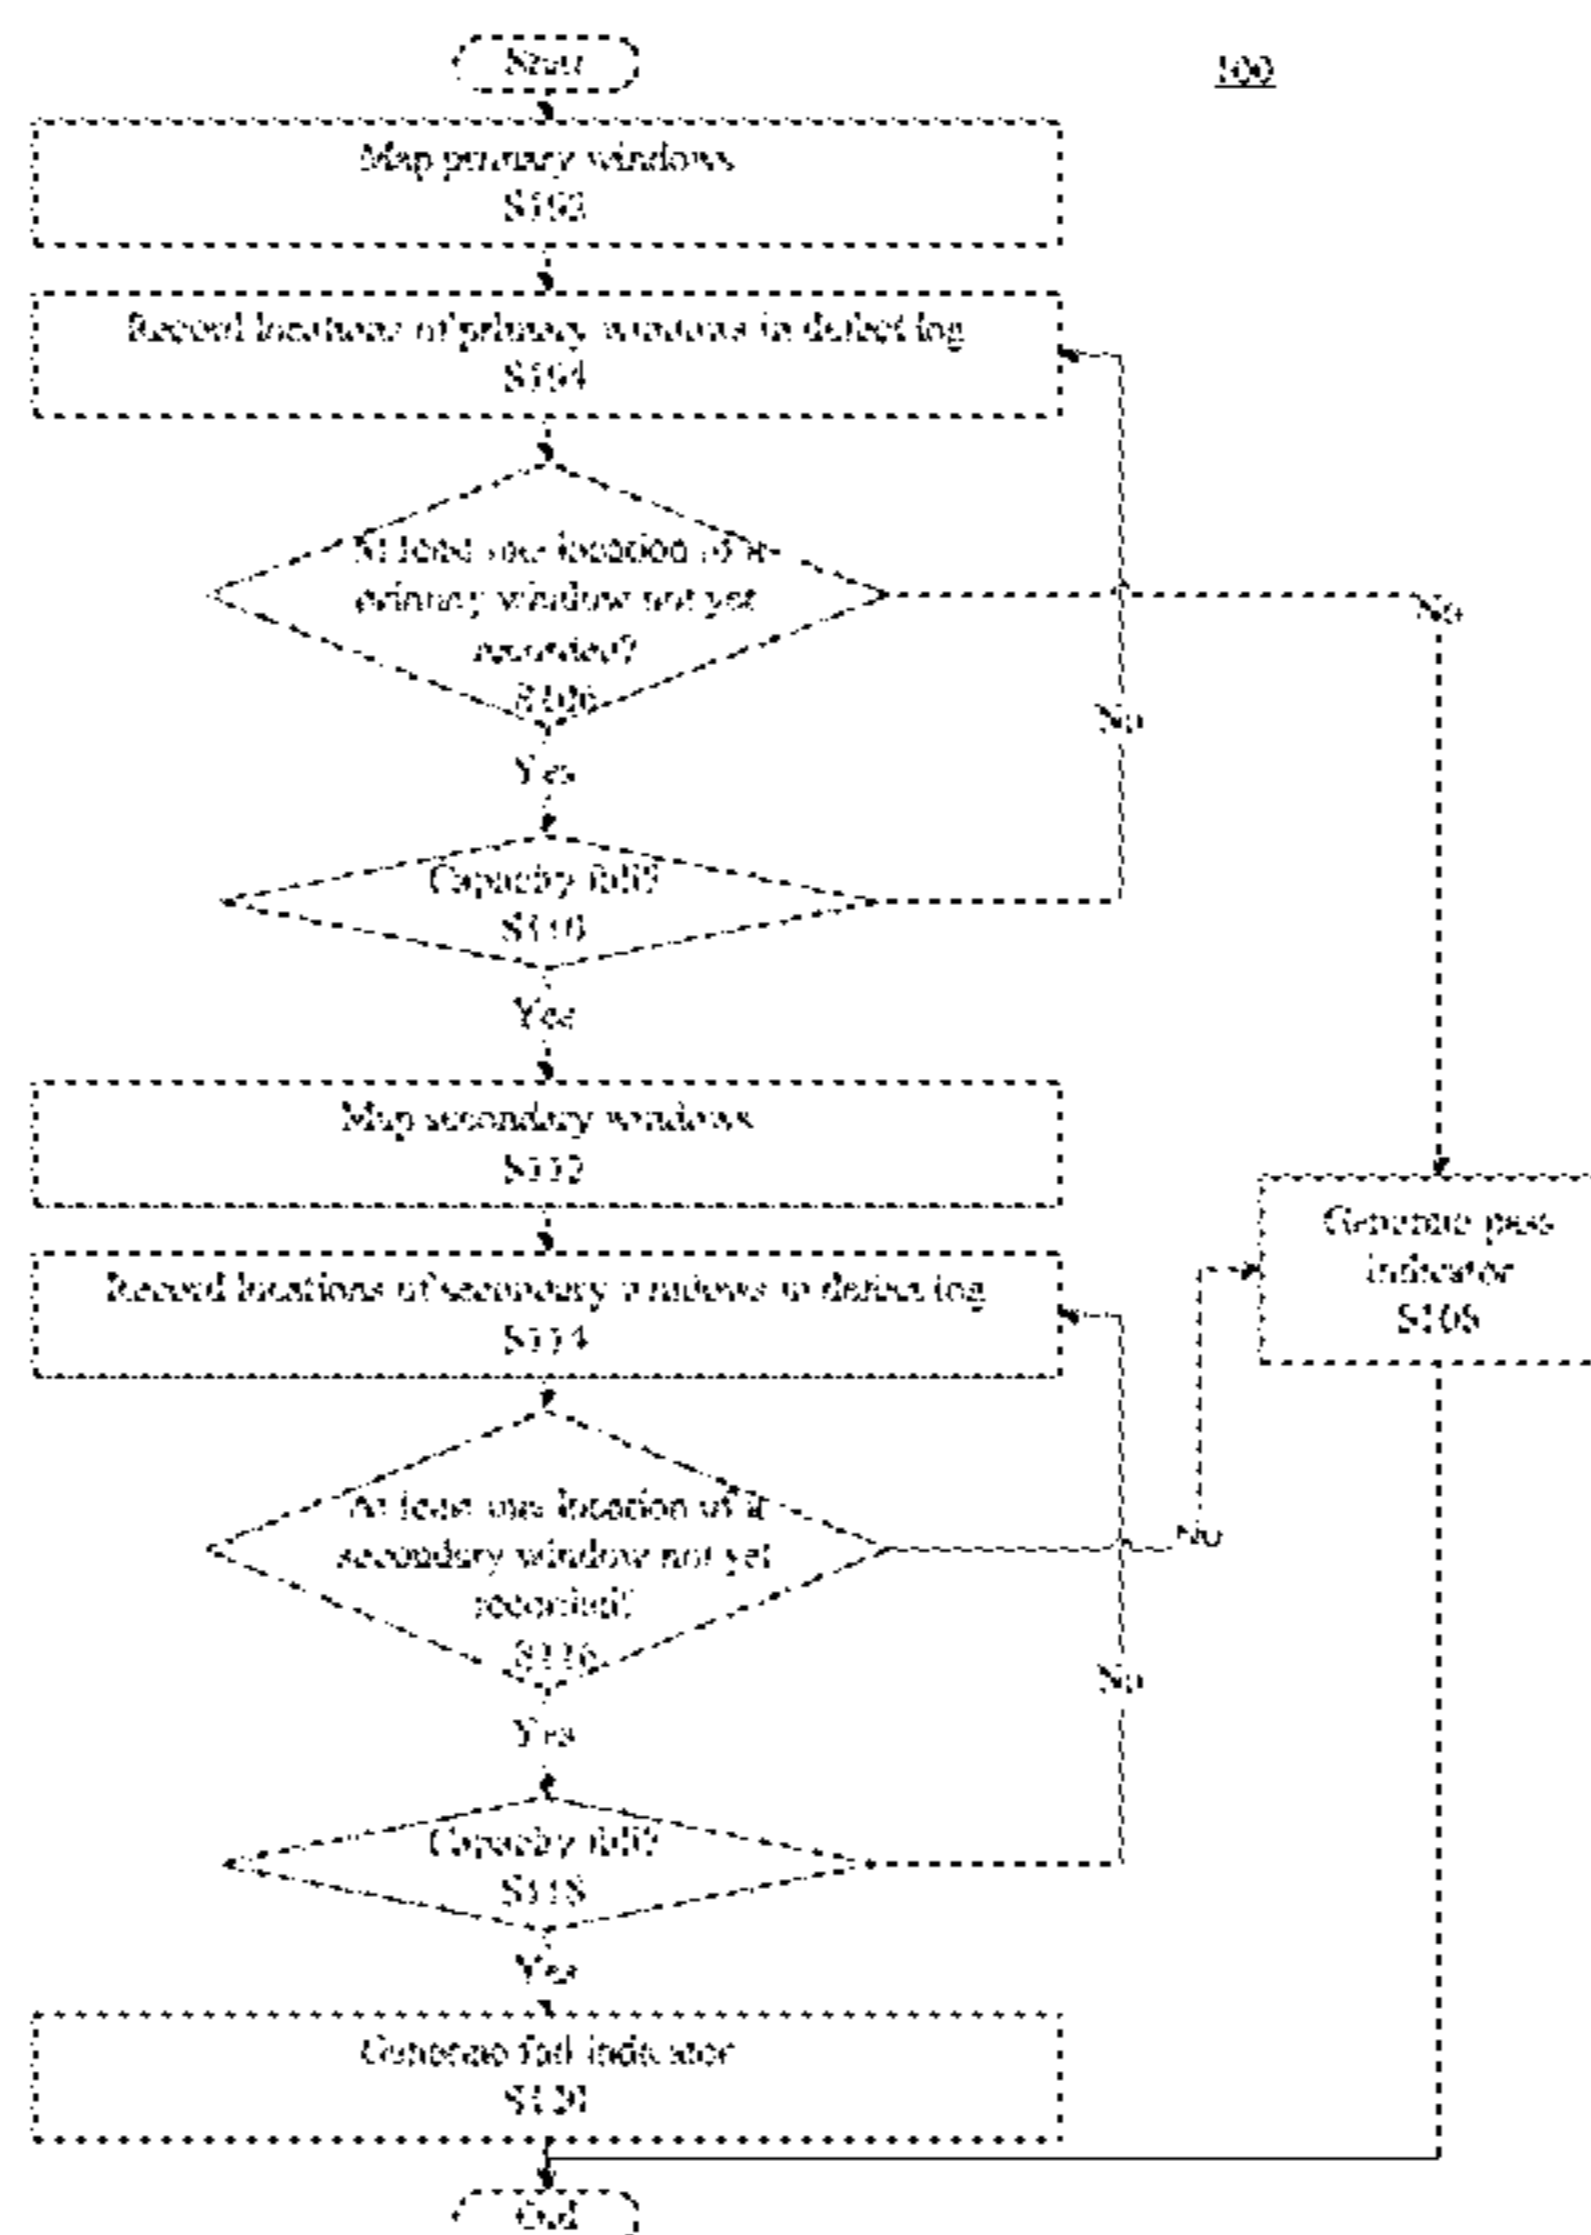 Start
100
Map primary windows
S102
Record locations of primary windows in defect log
S104
At least one location of a
primary window not yet
recorded?
S106
No
No
Yes
Capacity full?
S110
Yes
Map secondary windows
S112
Generate pass
indicator
S108
Record locations of secondary windows in defect log
S114
At least one location of a
secondary window not yet
recorded?
S116
No
No
Yes
Capacity full?
S118
Yes
Generate fail indicator
S120
End